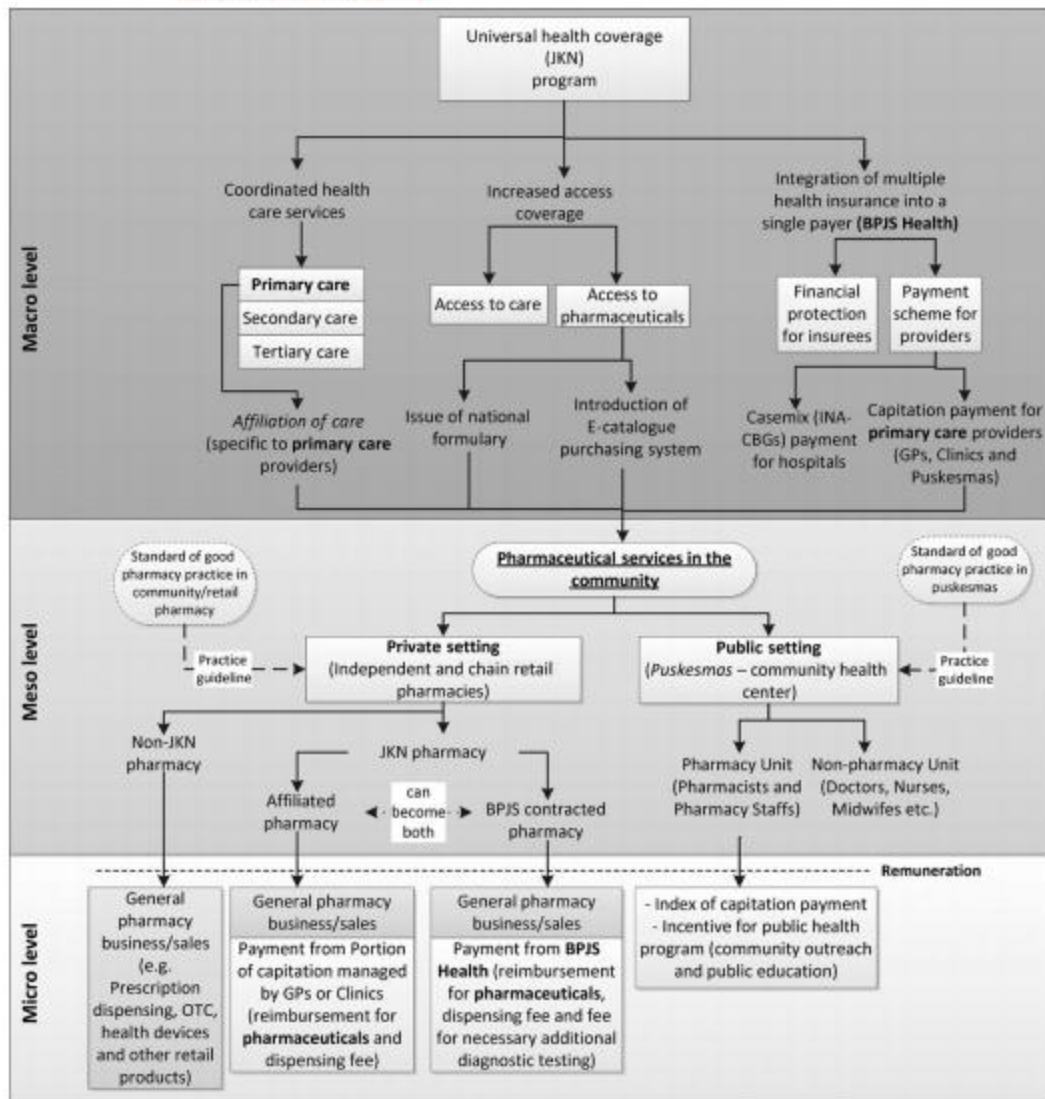 Universal health coverage
(JKN)
program
Coordinated health
care services
Increased access
coverage
Integration of multiple
health insurance into a
single payer (BPJS Health)
Primary care
Secondary care
Tertiary care
Access to care
Access to
pharmaceuticals
Financial
protection
for insurees
Payment
scheme for
providers
Affiliation of care
(specific to primary care
providers)
Issue of national
formulary
Introduction of
E-catalogue
purchasing system
Casemix (INA-
CBGs) payment
for hospitals
Capitation payment for
primary care providers
(GPs, Clinics and
Puskesmas)
Macro level
Standard of good
pharmacy practice in
community/retail
pharmacy
Pharmaceutical services in the
community
Standard of good
pharmacy practice in
puskesmas
Practice
guideline
Private setting
(Independent and chain retail
pharmacies)
Public setting
(Puskesmas – community health
center)
Practice
guideline
Non-JKN
pharmacy
JKN pharmacy
Affiliated
pharmacy
can
become
both
BPJS contracted
pharmacy
Pharmacy Unit
(Pharmacists and
Pharmacy Staffs)
Non-pharmacy Unit
(Doctors, Nurses,
Midwifes etc.)
Meso level
Remuneration
General
pharmacy
business/sales
(e.g.
Prescription
dispensing, OTC,
health devices
and other retail
products)
General pharmacy
business/sales
Payment from Portion
of capitation managed
by GPs or Clinics
(reimbursement for
pharmaceuticals and
dispensing fee)
General pharmacy
business/sales
Payment from BPJS
Health (reimbursement
for pharmaceuticals,
dispensing fee and fee
for necessary additional
diagnostic testing)
- Index of capitation payment
- Incentive for public health
program (community outreach
and public education)
Micro level